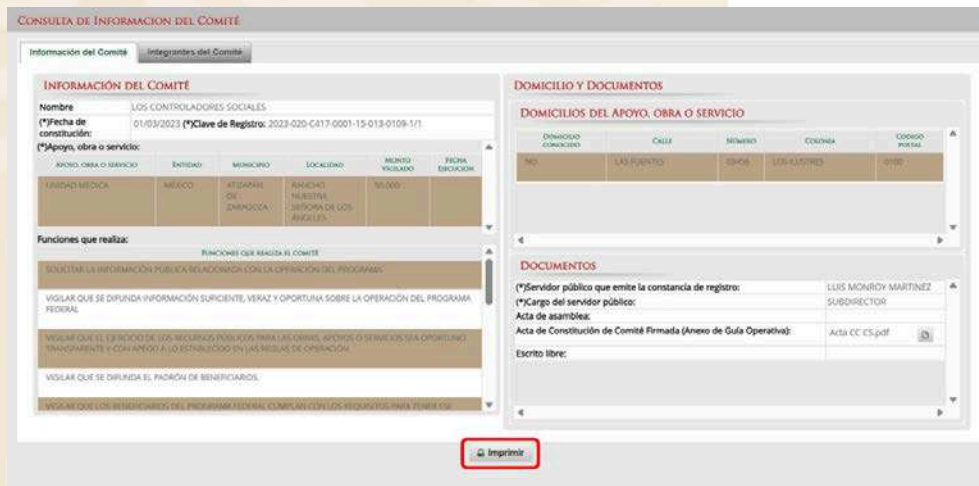 CONSULTA DE INFORMACION DEL COMITÉ
Información del Comité
Integrantes del Comité
INFORMACIÓN DEL COMITÉ
Nombre LOS CONTROLADORES SOCIALES
(*)Fecha de constitución: 01/03/2023 (*)Clave de Registro: 2023-020-C417-0001-15-013-0109-1/1
(*)Apoyo, obra o servicio:
APOYO, OBRA O SERVICIO ENTIDAD MUNICIPIO LOCALIDAD MONTO VIGILADO FECHA EJECUCIÓN
UNIDAD MEDICA MÉXICO ATIZAPÁN DE ZARAGOZA RANCHO NUESTRA SEÑORA DE LOS ÁNGELES 50,000
Funciones que realiza:
FUNCIONES QUE REALIZA EL COMITÉ
SOLICITAR LA INFORMACIÓN PÚBLICA RELACIONADA CON LA OPERACIÓN DEL PROGRAMA
VIGILAR QUE SE DIFUNDA INFORMACIÓN SUFICIENTE, VERAZ Y OPORTUNA SOBRE LA OPERACIÓN DEL PROGRAMA
FEDERAL
VIGILAR QUE EL EJERCICIO DE LOS RECURSOS PÚBLICOS PARA LAS OBRAS, APOYOS O SERVICIOS SEA OPORTUNO
TRANSPARENTE Y CON APEGO A LO ESTABLECIDO EN LAS REGLAS DE OPERACIÓN.
VIGILAR QUE SE DIFUNDA EL PADRÓN DE BENEFICIARIOS.
VIGILAR QUE LOS BENEFICIARIOS DEL PROGRAMA FEDERAL CUMPLAN CON LOS REQUISITOS PARA TENER ESE
DOMICILIO Y DOCUMENTOS
DOMICILIOS DEL APOYO, OBRA O SERVICIO
DOMICILIO CONOCIDO CALLE NÚMERO COLONIA CODIGO POSTAL
NO LAS FUENTES LOS ILUSTRES 0100
DOCUMENTOS
(*)Servidor público que emite la constancia de registro: LUIS MONROY MARTINEZ
(*)Cargo del servidor público: SUBDIRECTOR
Acta de asamblea:
Acta de Constitución de Comité Firmada (Anexo de Guía Operativa): Acta CC CS.pdf
Escrito libre:
Imprimir